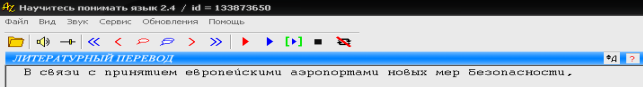 Научитесь понимать язык 2.4 / id = 133873650
Файл Вид Звук Сервис Обновления Помощь
ЛИТЕРАТУРНЫЙ ПЕРЕВОД *Д ?
В связи с принятием европейскими аэропортами новых мер безопасности,